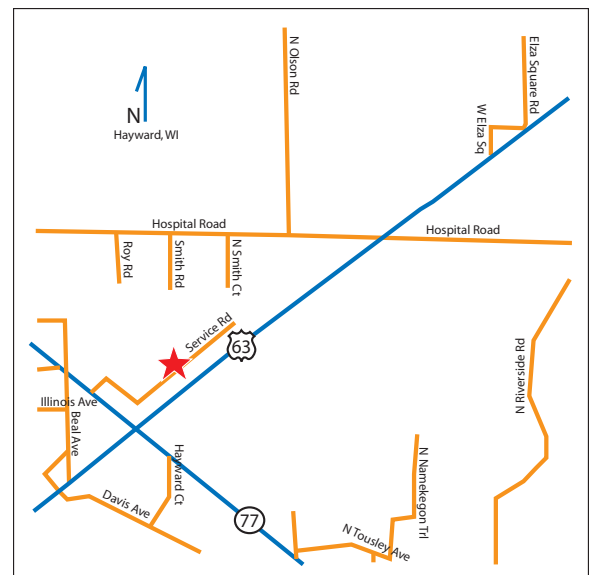 N Olson Rd
Elza Square Rd
W Elza Sq
N
Hayward, WI
Hospital Road
Hospital Road
Roy Rd
Smith Rd
N Smith Ct
Service Rd
63
N Riverside Rd
Illinois Ave
Beal Ave
Hayward Ct
N Namekegon Trl
Davis Ave
77
N Tousley Ave